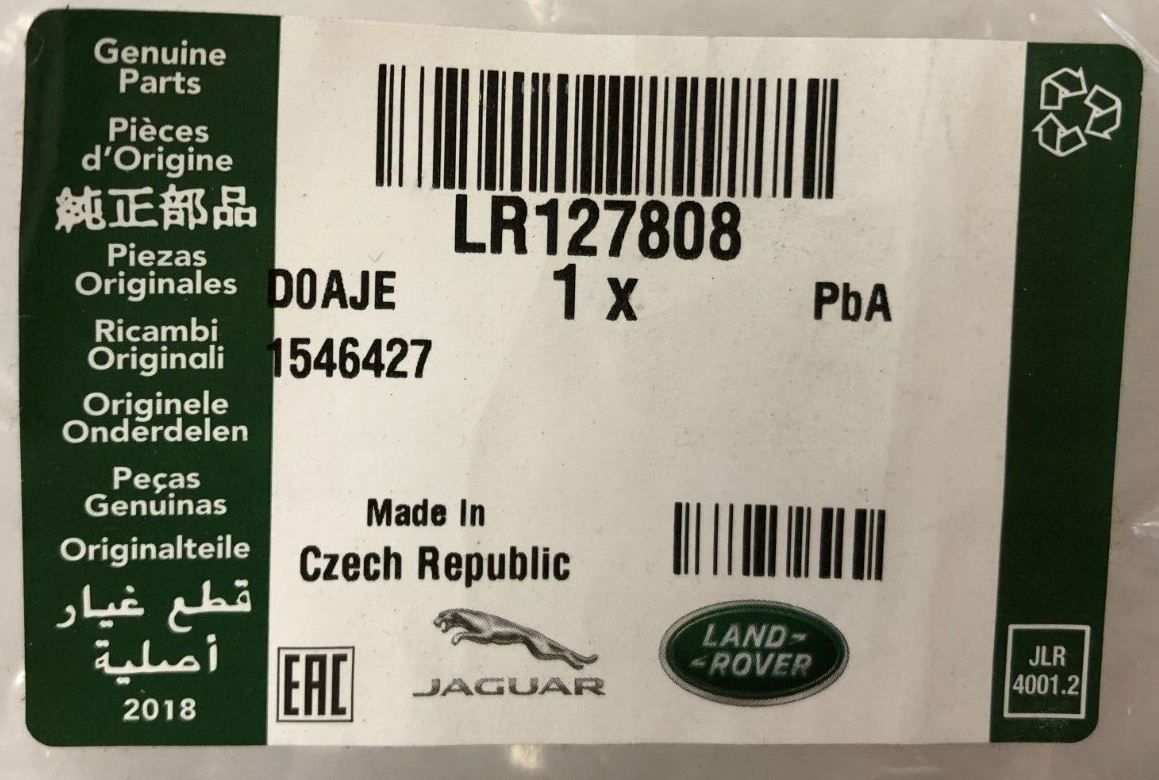 Genuine
Parts
Pièces
d'Origine
純正部品
Piezas
Originales
Ricambi
Originali
Originele
Onderdelen
Peças
Genuinas
Originalteile
قطع غيار
أصلية
2018
LR127808
D0AJE 1 x PbA
1546427
Made In
Czech Republic
EAC
JAGUAR
LAND-
-ROVER
JLR
4001.2